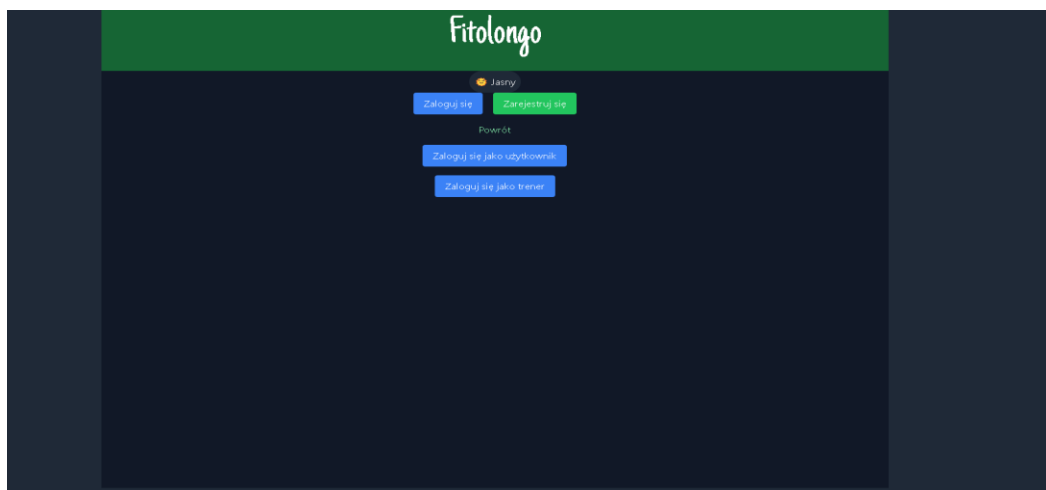 Fitolongo
Jasny
Zaloguj się Zarejestruj się
Powrót
Zaloguj się jako użytkownik
Zaloguj się jako trener